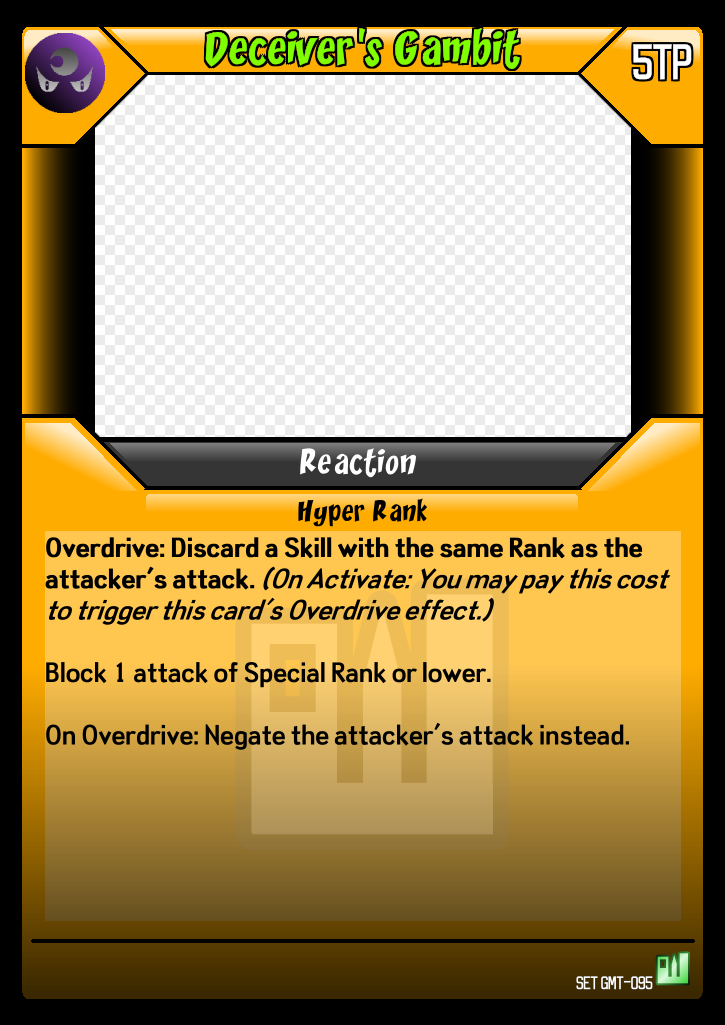 Deceiver's Gambit
5TP
Reaction
Hyper Rank
Overdrive: Discard a Skill with the same Rank as the
attacker's attack. (On Activate: You may pay this cost
to trigger this card's Overdrive effect.)
Block 1 attack of Special Rank or lower.
On Overdrive: Negate the attacker's attack instead.
SET GMT-095